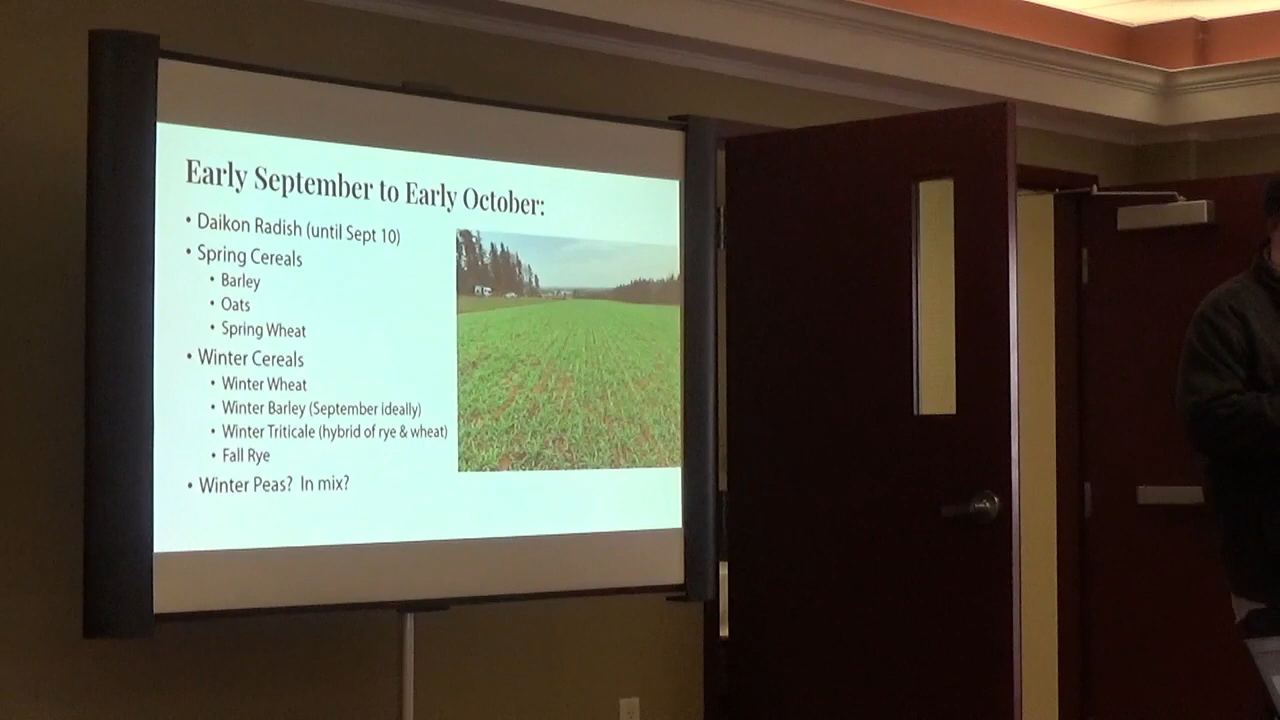 Early September to Early October:
• Daikon Radish (until Sept 10)
• Spring Cereals
• Barley
• Oats
• Spring Wheat
• Winter Cereals
• Winter Wheat
• Winter Barley (September ideally)
• Winter Triticale (hybrid of rye & wheat)
• Fall Rye
• Winter Peas? In mix?